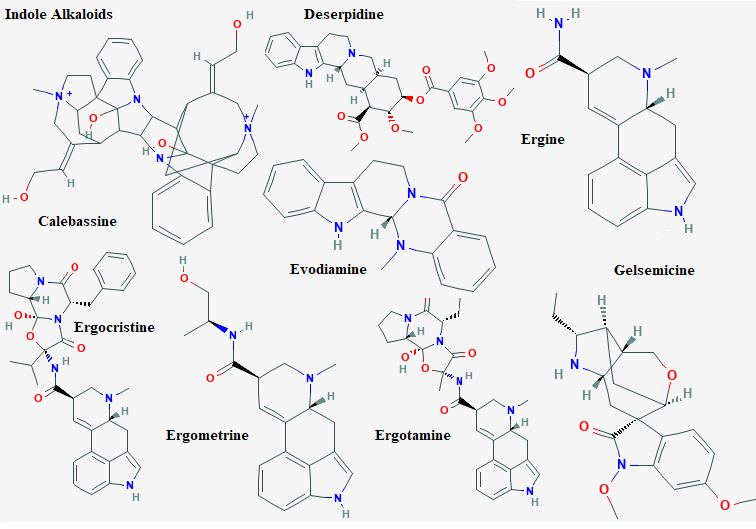 Indole Alkaloids
Deserpidine
Ergine
Calebassine
Evodiamine
Gelsemicine
Ergocristine
Ergometrine
Ergotamine